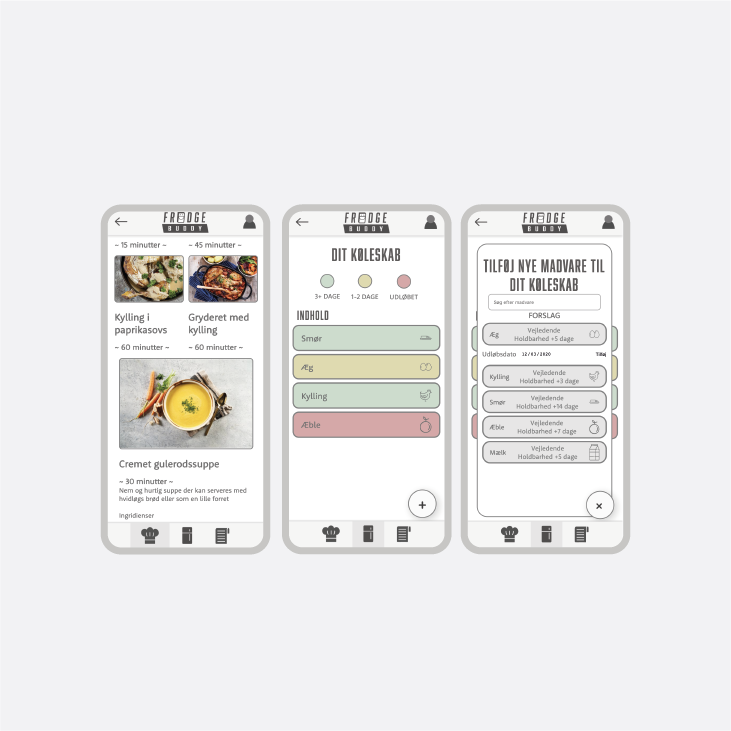 FRIDGE
BUDDY
~ 15 minutter ~
~ 45 minutter ~
Kylling i
paprikasovs
Gryderet med
kylling
~ 60 minutter ~
~ 60 minutter ~
Cremet gulerodssuppe
~ 30 minutter ~
Nem og hurtig suppe der kan serveres med
hvidløgs brød eller som en lille forret
Ingridienser
FRIDGE
BUDDY
DIT KØLESKAB
3+ DAGE
1-2 DAGE
UDLØBET
INDHOLD
Smør
Æg
Kylling
Æble
+
FRIDGE
BUDDY
TILFØJ NYE MADVARE TIL
DIT KØLESKAB
Søg efter madvare
FORSLAG
Æg
Vejledende
Holdbarhed +5 dage
Udløbsdato
12/03/2020
Tilføj
Kylling
Vejledende
Holdbarhed +3 dage
Smør
Vejledende
Holdbarhed +14 dage
Æble
Vejledende
Holdbarhed +7 dage
Mælk
Vejledende
Holdbarhed +5 dage
×